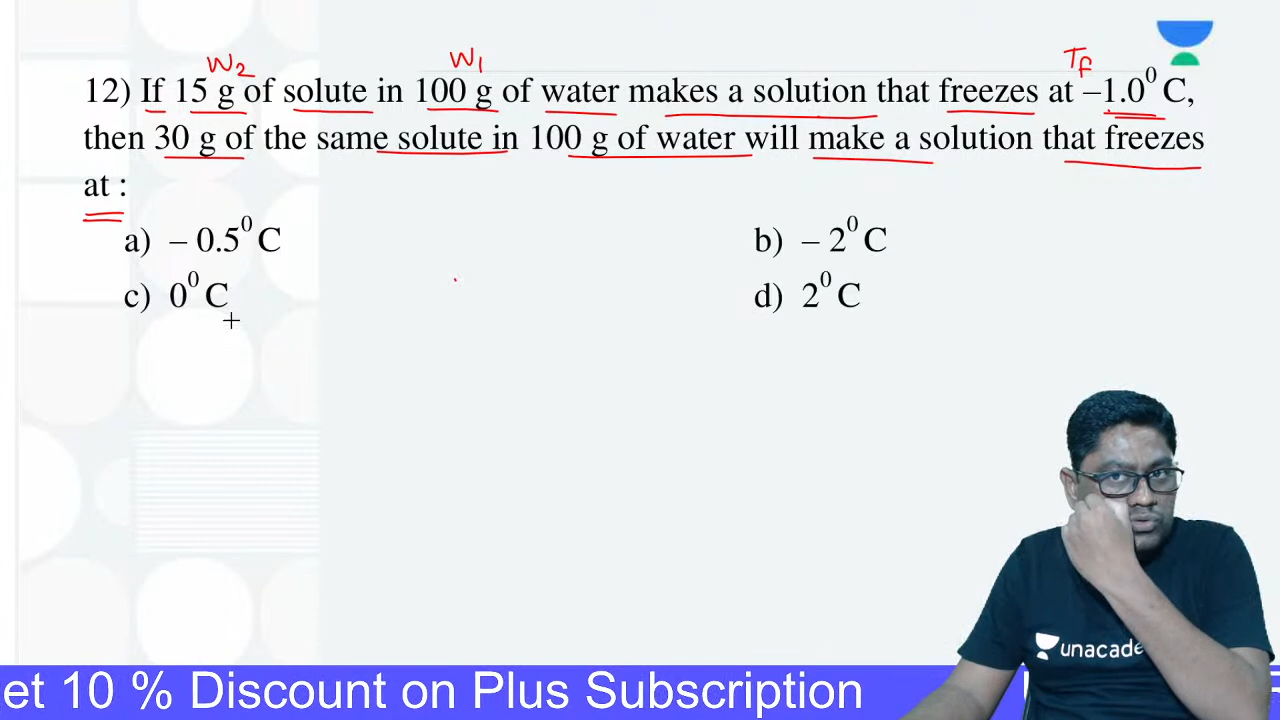 W2 W1 Tf
12) If 15 g of solute in 100 g of water makes a solution that freezes at –1.0⁰ C,
then 30 g of the same solute in 100 g of water will make a solution that freezes
at :
a) – 0.5⁰ C b) – 2⁰ C
c) 0⁰ C d) 2⁰ C
unacade
et 10 % Discount on Plus Subscription